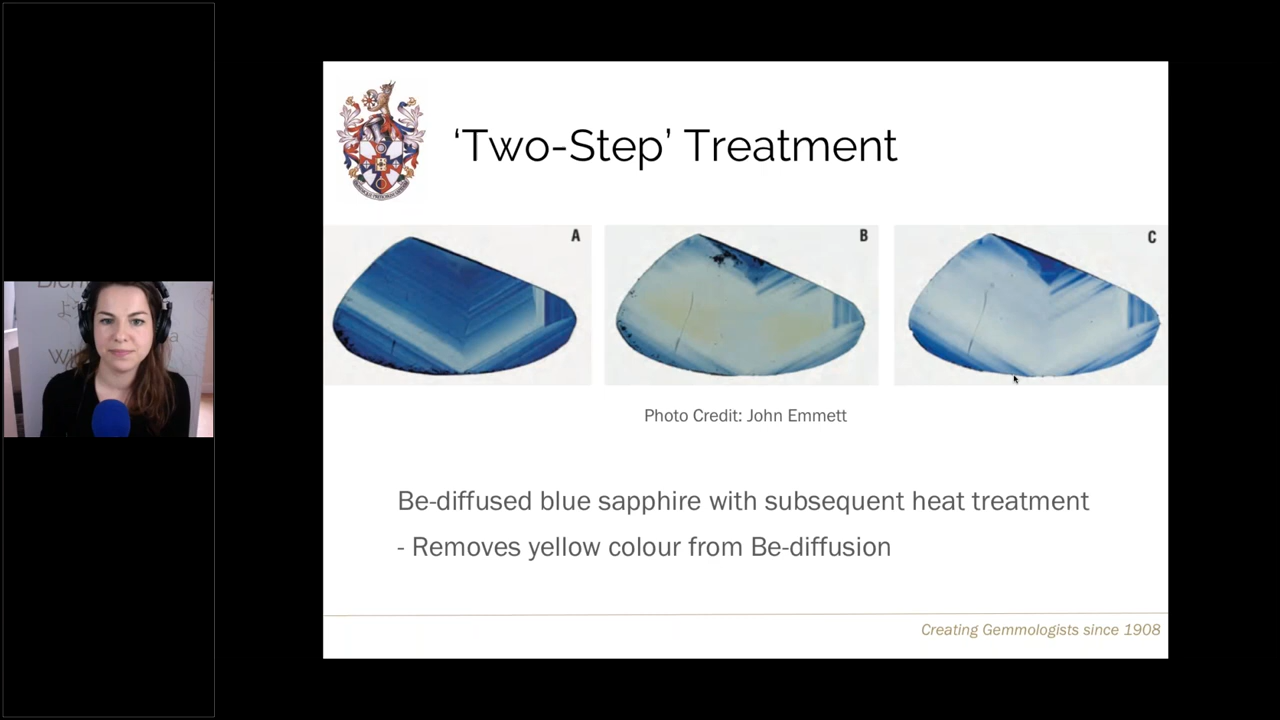 ‘Two-Step’ Treatment
A
B
C
Photo Credit: John Emmett
Be-diffused blue sapphire with subsequent heat treatment
- Removes yellow colour from Be-diffusion
Creating Gemmologists since 1908